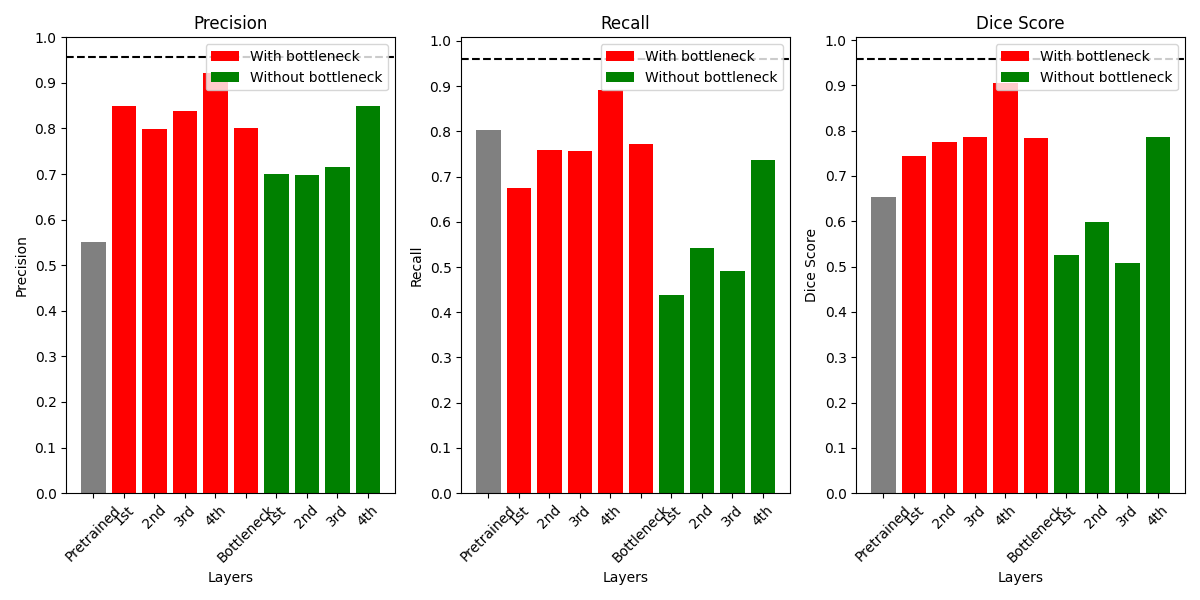 Precision
With bottleneck
Without bottleneck
1.0
0.9
0.8
0.7
0.6
0.5
0.4
0.3
0.2
0.1
0.0
Precision
Pretrained
1st
2nd
3rd
4th
Bottleneck
1st
2nd
3rd
4th
Layers
Recall
With bottleneck
Without bottleneck
1.0
0.9
0.8
0.7
0.6
0.5
0.4
0.3
0.2
0.1
0.0
Recall
Pretrained
1st
2nd
3rd
4th
Bottleneck
1st
2nd
3rd
4th
Layers
Dice Score
With bottleneck
Without bottleneck
1.0
0.9
0.8
0.7
0.6
0.5
0.4
0.3
0.2
0.1
0.0
Dice Score
Pretrained
1st
2nd
3rd
4th
Bottleneck
1st
2nd
3rd
4th
Layers